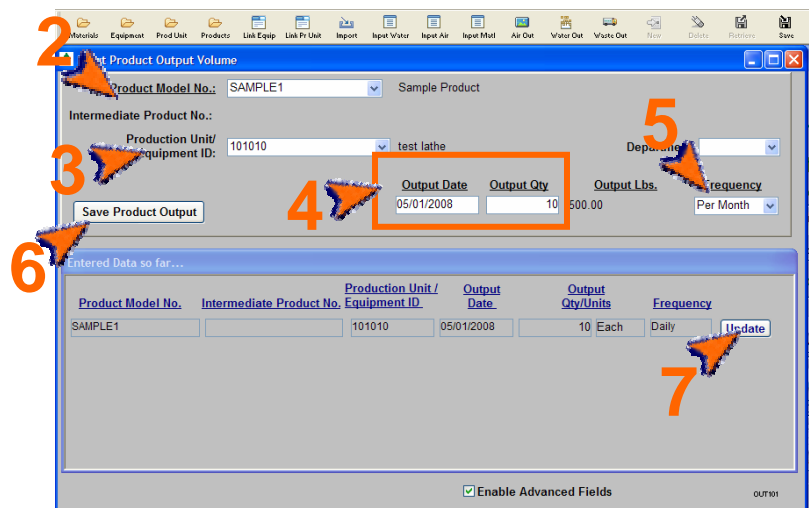 Materials Equipment Prod Unit Products Link Equip Link Pr Unit Import Input Water Input Air Input Matl Air Out Water Out Waste Out New Delete Retrieve Save
2
t Product Output Volume
Product Model No.: SAMPLE1 Sample Product
Intermediate Product No.:
5
Production Unit/
quipment ID: 101010 test lathe Departme
3
4
Output Date Output Qty Output Lbs. requency
05/01/2008 10 500.00 Per Month
Save Product Output
6
Entered Data so far...
Product Model No. Intermediate Product No. Production Unit / Equipment ID Output Date Output Qty/Units Frequency
SAMPLE1 101010 05/01/2008 10 Each Daily Update
7
Enable Advanced Fields OUT101